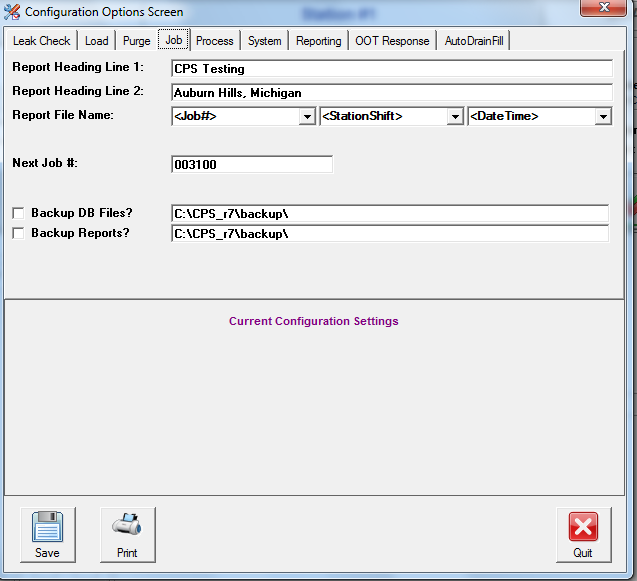 Configuration Options Screen
Station #1
Leak Check Load Purge Job Process System Reporting OOT Response AutoDrainFill
Report Heading Line 1: CPS Testing
Report Heading Line 2: Auburn Hills, Michigan
Report File Name: <Job#> <StationShift> <DateTime>
Next Job #: 003100
Backup DB Files? C:\CPS_r7\backup\
Backup Reports? C:\CPS_r7\backup\
Current Configuration Settings
Save Print Quit